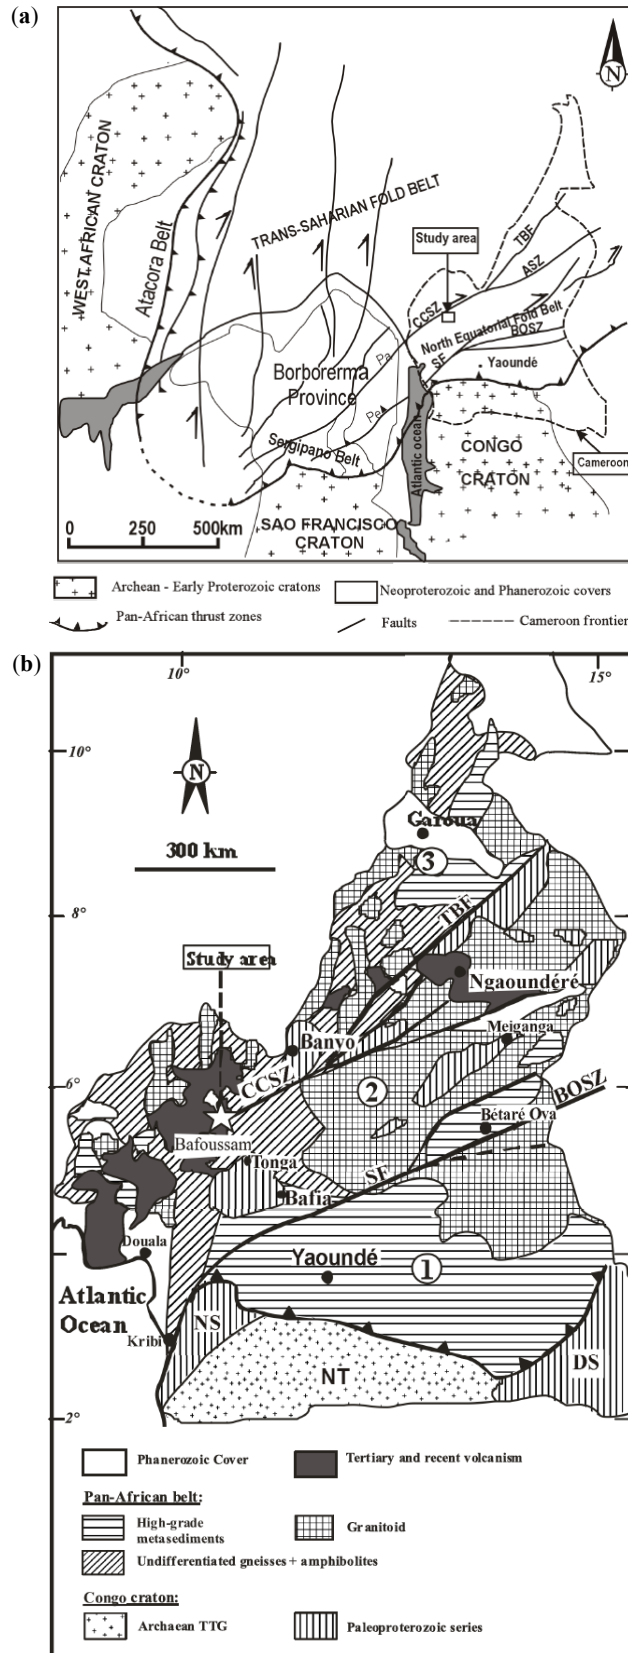 (a)
N
WEST AFRICAN CRATON
Atacora Belt
TRANS-SAHARIAN FOLD BELT
Study area
TBF
ASZ
CCSZ
North Equatorial Fold Belt
BOSZ
SF
Yaoundé
Pa
Borborerma
Province
Pe
Sergipano Belt
Atlantic ocean
CONGO
CRATON
Cameroon
0 250 500km
SAO FRANCISCO
CRATON
Archean - Early Proterozoic cratons
Neoproterozoic and Phanerozoic covers
Pan-African thrust zones
Faults
Cameroon frontier
(b)
10°
15°
10°
N
Garoua
300 km
3
8°
TBF
Study area
Ngaoundéré
Meiganga
Banyo
6°
CCSZ
2
BOSZ
Bétaré Oya
Bafoussam
Tonga
SF
Bafia
Douala
Yaoundé
1
Atlantic
Ocean
NS
Kribi
NT
DS
2°
Phanerozoic Cover
Tertiary and recent volcanism
Pan-African belt:
High-grade
metasediments
Granitoid
Undifferentiated gneisses + amphibolites
Congo craton:
Archaean TTG
Paleoproterozoic series